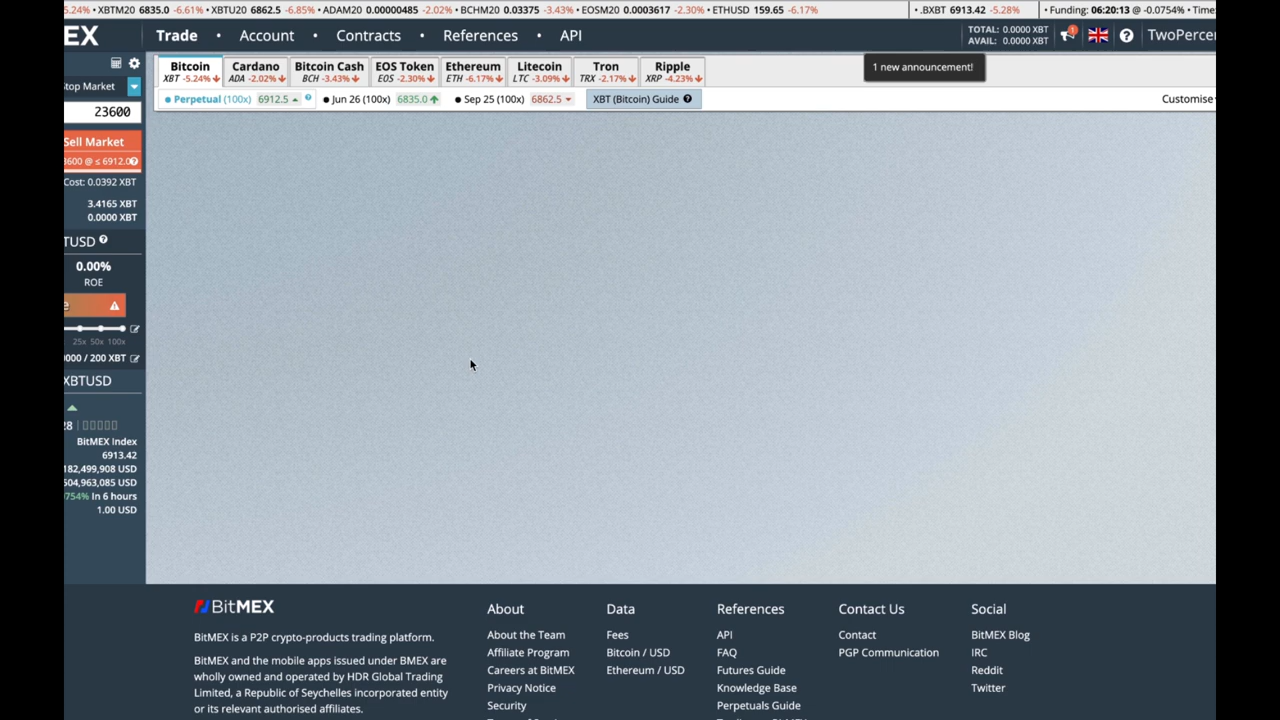 5.24% • XBTM20 6835.0 -6.61% • XBTU20 6862.5 -6.85% • ADAM20 0.00000485 -2.02% • BCHM20 0.03375 -3.43% • EOSM20 0.0003617 -2.30% • ETHUSD 159.65 -6.17% • .BXBT 6913.42 -5.28% • Funding: 06:20:13 @ -0.0754% • Time:
EX Trade • Account • Contracts • References • API TOTAL: 0.0000 XBT
AVAIL: 0.0000 XBT
1 TwoPercen
1 new announcement!
Bitcoin Cardano Bitcoin Cash EOS Token Ethereum Litecoin Tron Ripple
XBT -5.24% ADA -2.02% BCH -3.43% EOS -2.30% ETH -6.17% LTC -3.09% TRX -2.17% XRP -4.23%
Perpetual (100x) 6912.5 Jun 26 (100x) 6835.0 Sep 25 (100x) 6862.5 XBT (Bitcoin) Guide Customise
Stop Market
23600
Sell Market
3600 @ ≤ 6912.0
Cost: 0.0392 XBT
3.4165 XBT
0.0000 XBT
TUSD
0.00%
ROE
e
25x 50x 100x
0000 / 200 XBT
XBTUSD
28
BitMEX Index
6913.42
182,499,908 USD
504,963,085 USD
0754% In 6 hours
1.00 USD
BitMEX
BitMEX is a P2P crypto-products trading platform.
BitMEX and the mobile apps issued under BMEX are
wholly owned and operated by HDR Global Trading
Limited, a Republic of Seychelles incorporated entity
or its relevant authorised affiliates.
About
About the Team
Affiliate Program
Careers at BitMEX
Privacy Notice
Security
Data
Fees
Bitcoin / USD
Ethereum / USD
References
API
FAQ
Futures Guide
Knowledge Base
Perpetuals Guide
Contact Us
Contact
PGP Communication
Social
BitMEX Blog
IRC
Reddit
Twitter